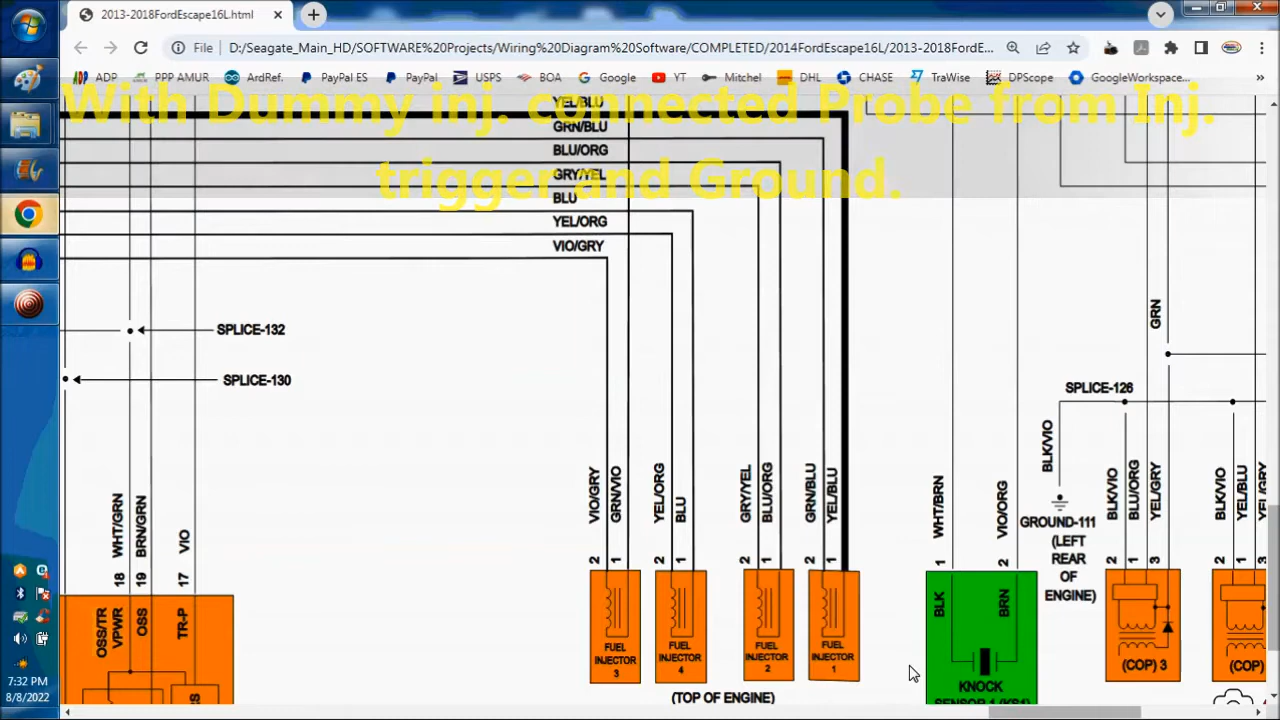 2013-2018FordEscape16L.html
File D:/Seagate_Main_HD/SOFTWARE%20Projects/Wiring%20Diagram%20Software/COMPLETED/2014FordEscape16L/2013-2018FordE...
ADP PPP AMUR ArdRef. PayPal ES PayPal USPS BOA Google YT Mitchel DHL CHASE TraWise DPScope GoogleWorkspace... »
With Dummy inj. connected Probe from Inj.
trigger and Ground.
YEL/BLU
GRN/BLU
BLU/ORG
GRY/YEL
BLU
YEL/ORG
VIO/GRY
SPLICE-132
SPLICE-130
GRN
SPLICE-126
WHT/GRN BRN/GRN VIO
VIO/GRY GRN/VIO YEL/ORG BLU GRY/YEL BLU/ORG GRN/BLU YEL/BLU
WHT/BRN VIO/ORG BLK/VIO
BLK/VIO BLU/ORG YEL/GRY BLK/VIO YEL/BLU YEL/GRY
GROUND-111
(LEFT
REAR
OF
ENGINE)
18 19 17
2 1 2 1 2 1 2 1 1 2 2 1 3 2 1 3
OSS/TR
VPWR
OSS
TR-P
FUEL
INJECTOR
3
FUEL
INJECTOR
4
FUEL
INJECTOR
2
FUEL
INJECTOR
1
(TOP OF ENGINE)
BLK BRN
KNOCK
SENSOR 1 (KS1)
(COP) 3
(COP)
7:32 PM
8/8/2022